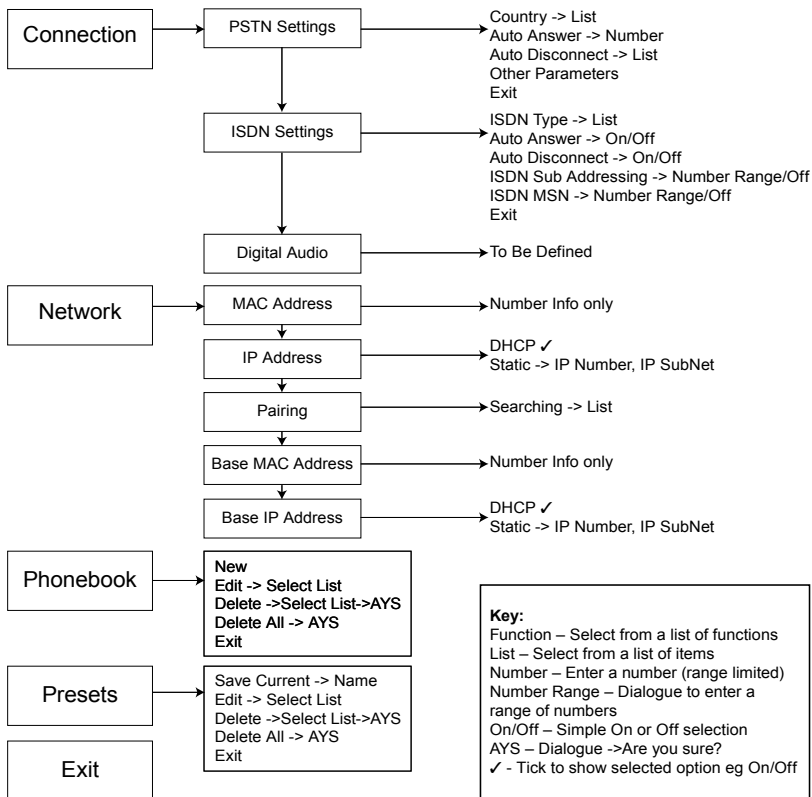 Connection
PSTN Settings
Country -> List
Auto Answer -> Number
Auto Disconnect -> List
Other Parameters
Exit
ISDN Settings
ISDN Type -> List
Auto Answer -> On/Off
Auto Disconnect -> On/Off
ISDN Sub Addressing -> Number Range/Off
ISDN MSN -> Number Range/Off
Exit
Digital Audio
To Be Defined
Network
MAC Address
Number Info only
IP Address
DHCP ✓
Static -> IP Number, IP SubNet
Pairing
Searching -> List
Base MAC Address
Number Info only
Base IP Address
DHCP ✓
Static -> IP Number, IP SubNet
Phonebook
New
Edit -> Select List
Delete ->Select List->AYS
Delete All -> AYS
Exit
Presets
Save Current -> Name
Edit -> Select List
Delete ->Select List->AYS
Delete All -> AYS
Exit
Exit
Key:
Function – Select from a list of functions
List – Select from a list of items
Number – Enter a number (range limited)
Number Range – Dialogue to enter a
range of numbers
On/Off – Simple On or Off selection
AYS – Dialogue ->Are you sure?
✓ - Tick to show selected option eg On/Off